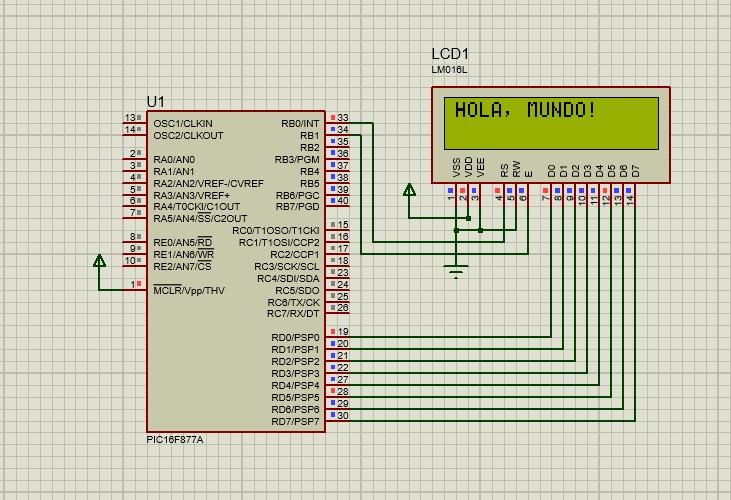 LCD1
LM016L
HOLA, MUNDO!
VSS VDD VEE RS RW E D0 D1 D2 D3 D4 D5 D6 D7
1 2 3 4 5 6 7 8 9 10 11 12 13 14
U1
13 OSC1/CLKIN RB0/INT 33
14 OSC2/CLKOUT RB1 34
RB2 35
2 RA0/AN0 RB3/PGM 36
3 RA1/AN1 RB4 37
4 RA2/AN2/VREF-/CVREF RB5 38
5 RA3/AN3/VREF+ RB6/PGC 39
6 RA4/T0CKI/C1OUT RB7/PGD 40
7 RA5/AN4/SS/C2OUT
RC0/T1OSO/T1CKI 15
8 RE0/AN5/RD RC1/T1OSI/CCP2 16
9 RE1/AN6/WR RC2/CCP1 17
10 RE2/AN7/CS RC3/SCK/SCL 18
RC4/SDI/SDA 23
1 MCLR/Vpp/THV RC5/SDO 24
RC6/TX/CK 25
RC7/RX/DT 26
RD0/PSP0 19
RD1/PSP1 20
RD2/PSP2 21
RD3/PSP3 22
RD4/PSP4 27
RD5/PSP5 28
RD6/PSP6 29
RD7/PSP7 30
PIC16F877A